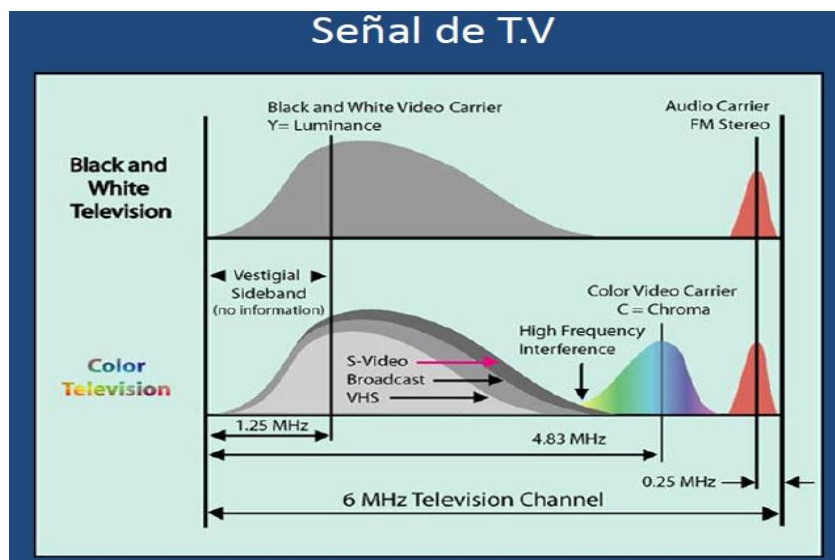 Señal de T.V
Black and White Video Carrier
Y= Luminance
Audio Carrier
FM Stereo
Black and
White
Television
Vestigial
Sideband
(no information)
Color Video Carrier
C = Chroma
High Frequency
Interference
S-Video
Broadcast
VHS
Color
Television
1.25 MHz
4.83 MHz
0.25 MHz
6 MHz Television Channel